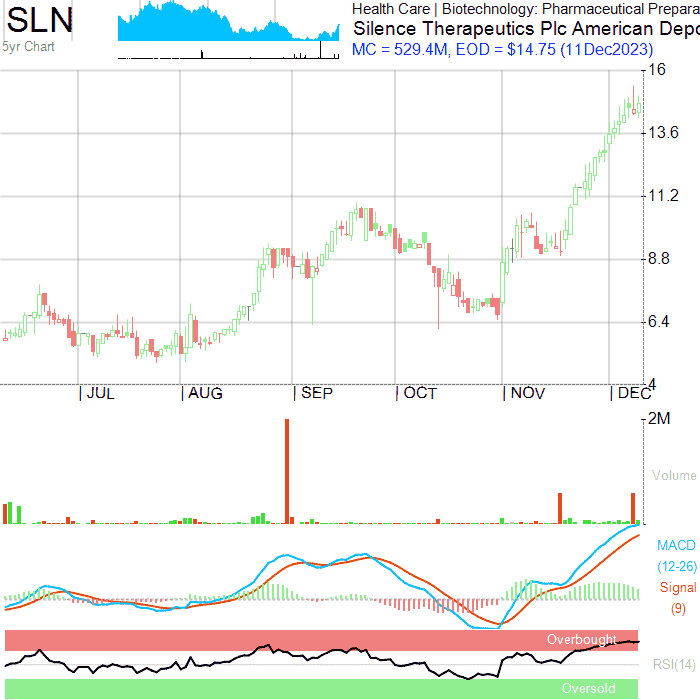 SLN
5yr Chart
Health Care | Biotechnology: Pharmaceutical Prepara
Silence Therapeutics Plc American Depo
MC = 529.4M, EOD = $14.75 (11Dec2023)
16
13.6
11.2
8.8
6.4
4
JUL
AUG
SEP
OCT
NOV
DEC
2M
Volume
MACD
(12-26)
Signal
(9)
Overbought
RSI(14)
Oversold